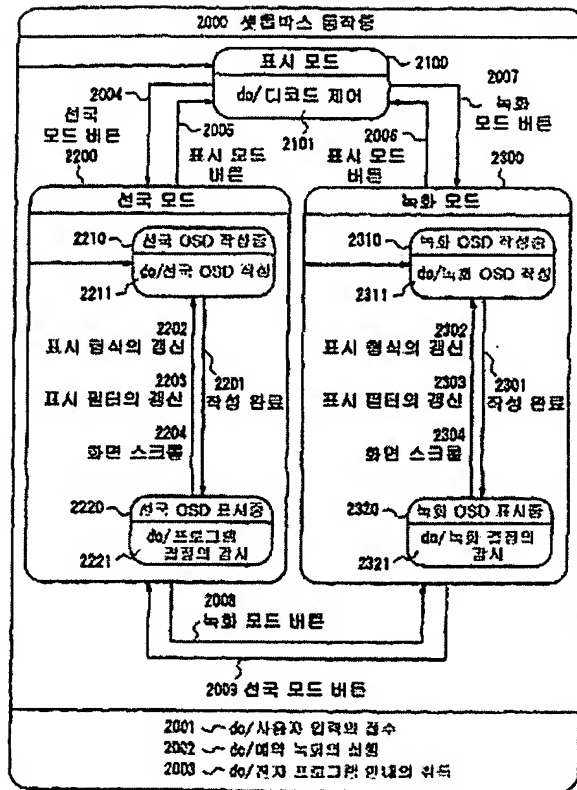 2000 셋탑박스 동작중
표시 모드
2100
do/디코드 제어
2101
2004
선국
모드 버튼
2200
2005
표시 모드
버튼
2006
표시 모드
버튼
2007
녹화
모드 버튼
2300
선국 모드
2210
선국 OSD 작성중
do/선국 OSD 작성
2211
2202
표시 형식의 갱신
2203
표시 필터의 갱신
2204
화면 스크롤
2201
작성 완료
2220
선국 OSD 표시중
do/프로그램
결정의 감시
2221
녹화 모드
2310
녹화 OSD 작성중
do/녹화 OSD 작성
2311
2302
표시 형식의 갱신
2303
표시 필터의 갱신
2304
화면 스크롤
2301
작성 완료
2320
녹화 OSD 표시중
do/녹화 결정의
감시
2321
2008
녹화 모드 버튼
2009 선국 모드 버튼
2001 do/사용자 입력의 접수
2002 do/예약 녹화의 실행
2003 do/전자 프로그램 안내의 취득